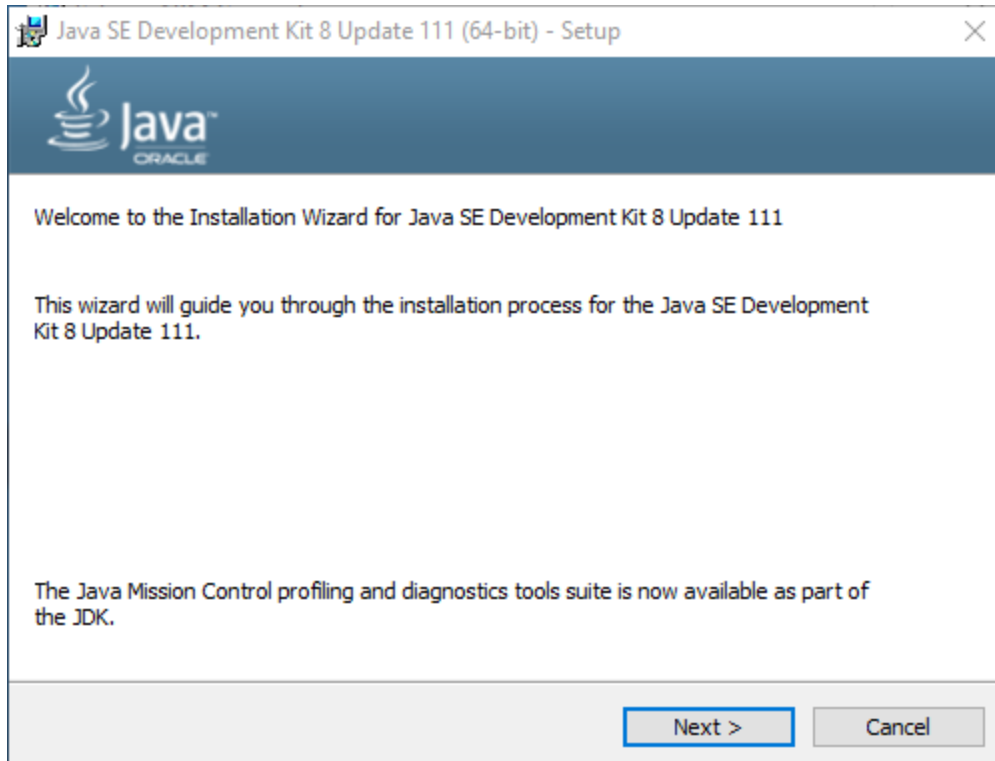 Java SE Development Kit 8 Update 111 (64-bit) - Setup
Java™
ORACLE
Welcome to the Installation Wizard for Java SE Development Kit 8 Update 111
This wizard will guide you through the installation process for the Java SE Development
Kit 8 Update 111.
The Java Mission Control profiling and diagnostics tools suite is now available as part of
the JDK.
Next > Cancel